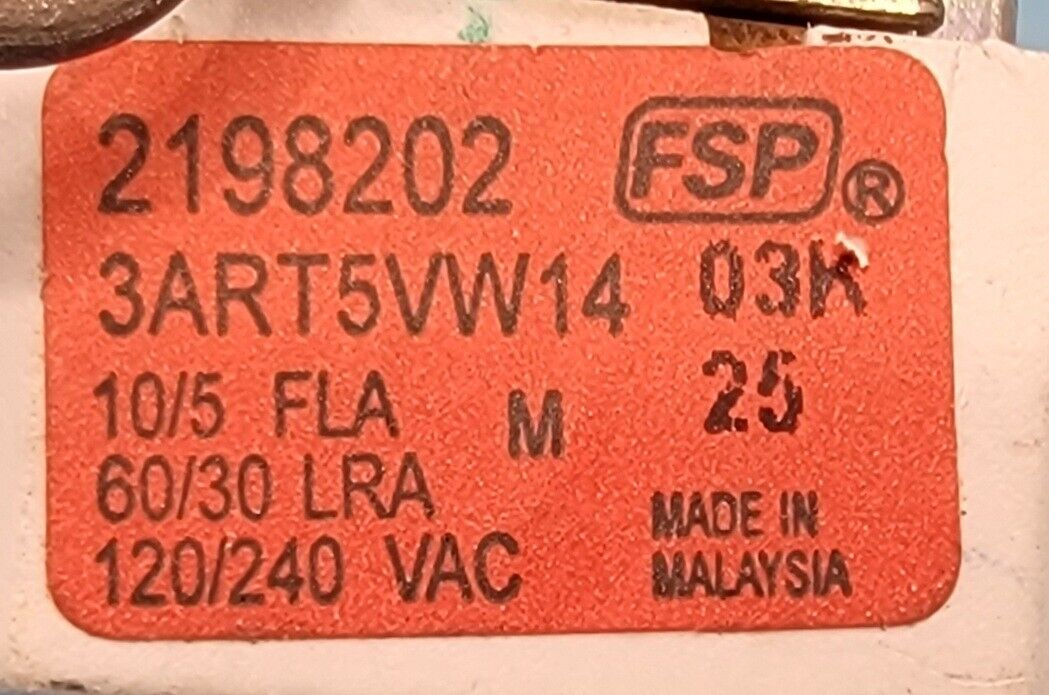 2198202 FSP®
3ART5VW14 03K
10/5 FLA M 25
60/30 LRA
120/240 VAC
MADE IN
MALAYSIA